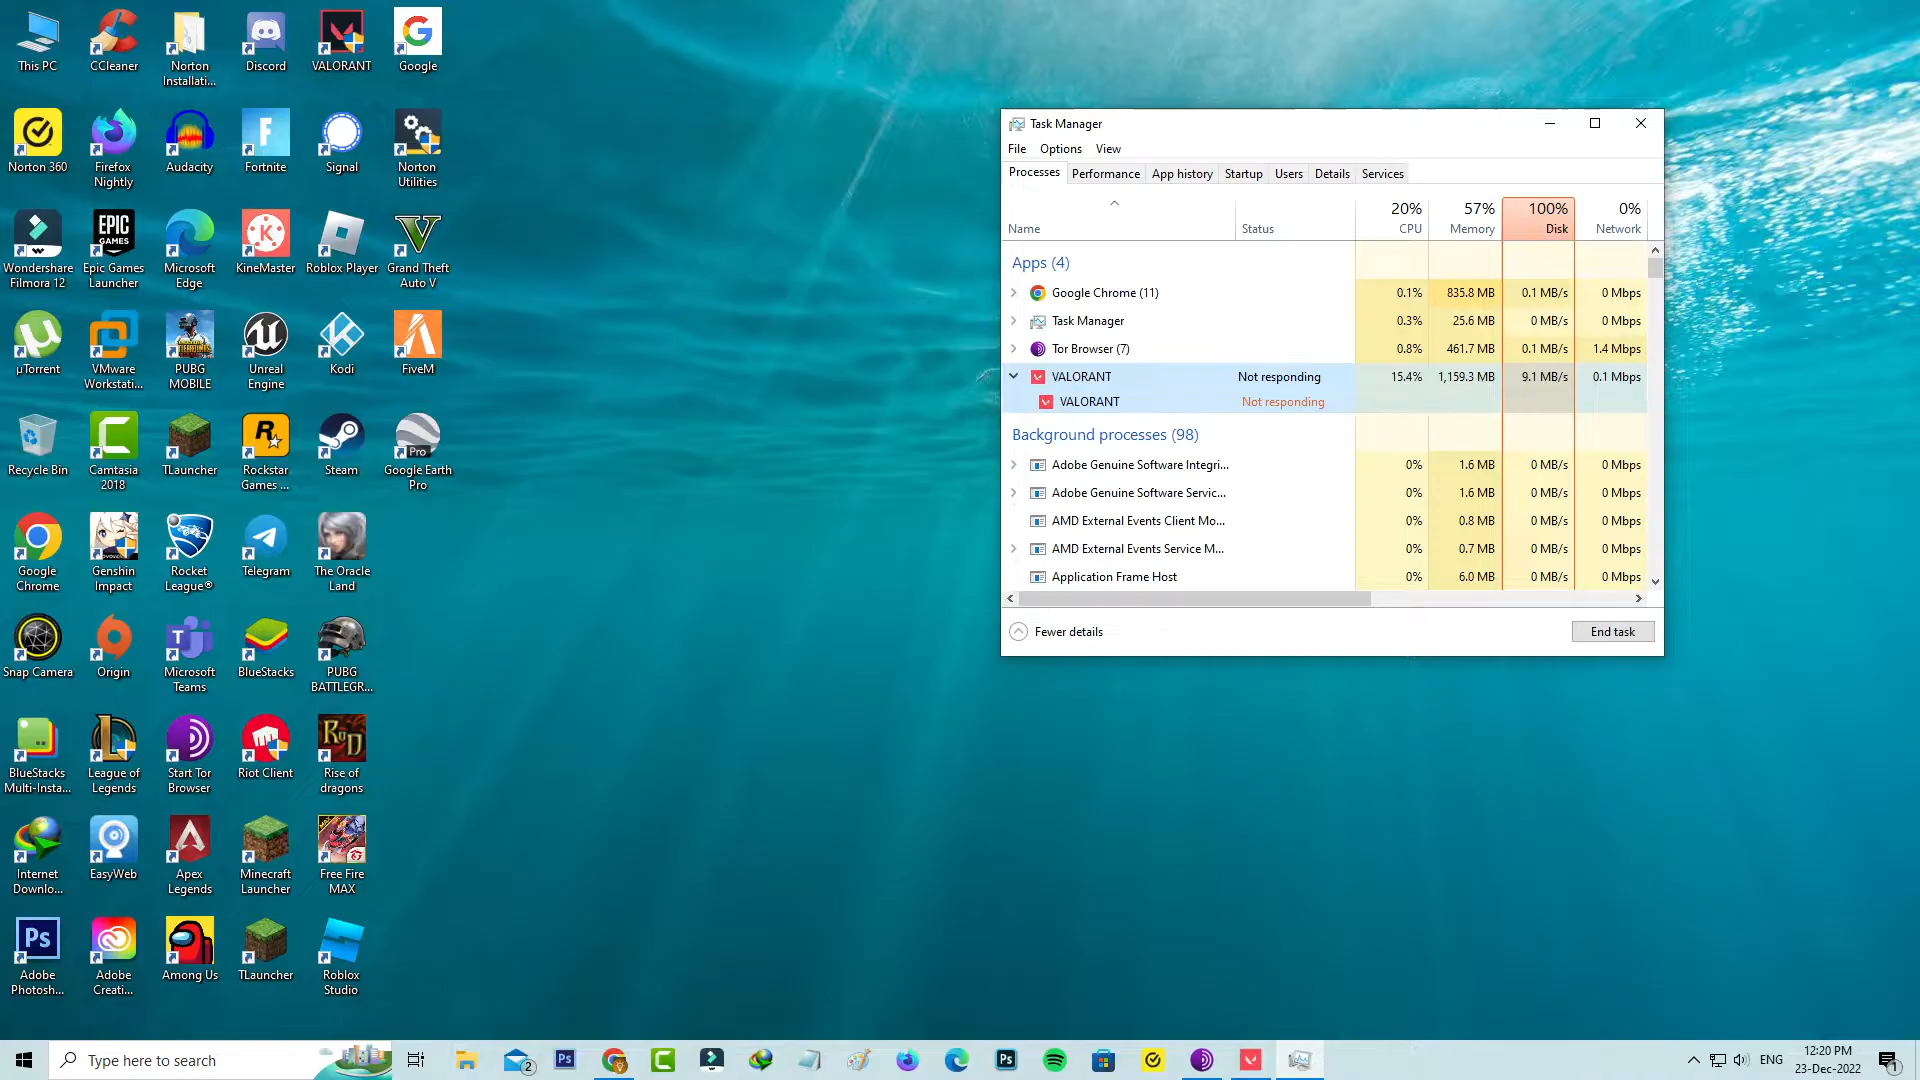 This PC
CCleaner
Norton
Installati...
Discord
VALORANT
Google
Norton 360
Firefox
Nightly
Audacity
Fortnite
Signal
Norton
Utilities
Wondershare
Filmora 12
EPIC
GAMES
Epic Games
Launcher
Microsoft
Edge
KineMaster
Roblox Player
Grand Theft
Auto V
µTorrent
VMware
Workstati...
PUBG
MOBILE
Unreal
Engine
Kodi
FiveM
Recycle Bin
Camtasia
2018
TLauncher
Rockstar
Games ...
Steam
Pro
Google Earth
Pro
Google
Chrome
Genshin
Impact
Rocket
League®
Telegram
The Oracle
Land
Snap Camera
Origin
Microsoft
Teams
BlueStacks
PUBG
BATTLEGR...
BlueStacks
Multi-Insta...
League of
Legends
Start Tor
Browser
Riot Client
Rise of
dragons
Internet
Downlo...
EasyWeb
Apex
Legends
Minecraft
Launcher
Free Fire
MAX
Ps
Adobe
Photosh...
Adobe
Creati...
Among Us
TLauncher
Roblox
Studio
Task Manager
File Options View
Processes Performance App history Startup Users Details Services
20% 57% 100% 0%
Name Status CPU Memory Disk Network
Apps (4)
Google Chrome (11) 0.1% 835.8 MB 0.1 MB/s 0 Mbps
Task Manager 0.3% 25.6 MB 0 MB/s 0 Mbps
Tor Browser (7) 0.8% 461.7 MB 0.1 MB/s 1.4 Mbps
VALORANT Not responding 15.4% 1,159.3 MB 9.1 MB/s 0.1 Mbps
VALORANT Not responding
Background processes (98)
Adobe Genuine Software Integri... 0% 1.6 MB 0 MB/s 0 Mbps
Adobe Genuine Software Servic... 0% 1.6 MB 0 MB/s 0 Mbps
AMD External Events Client Mo... 0% 0.8 MB 0 MB/s 0 Mbps
AMD External Events Service M... 0% 0.7 MB 0 MB/s 0 Mbps
Application Frame Host 0% 6.0 MB 0 MB/s 0 Mbps
Fewer details End task
Type here to search
2
Ps
Ps
ENG
12:20 PM
23-Dec-2022
1